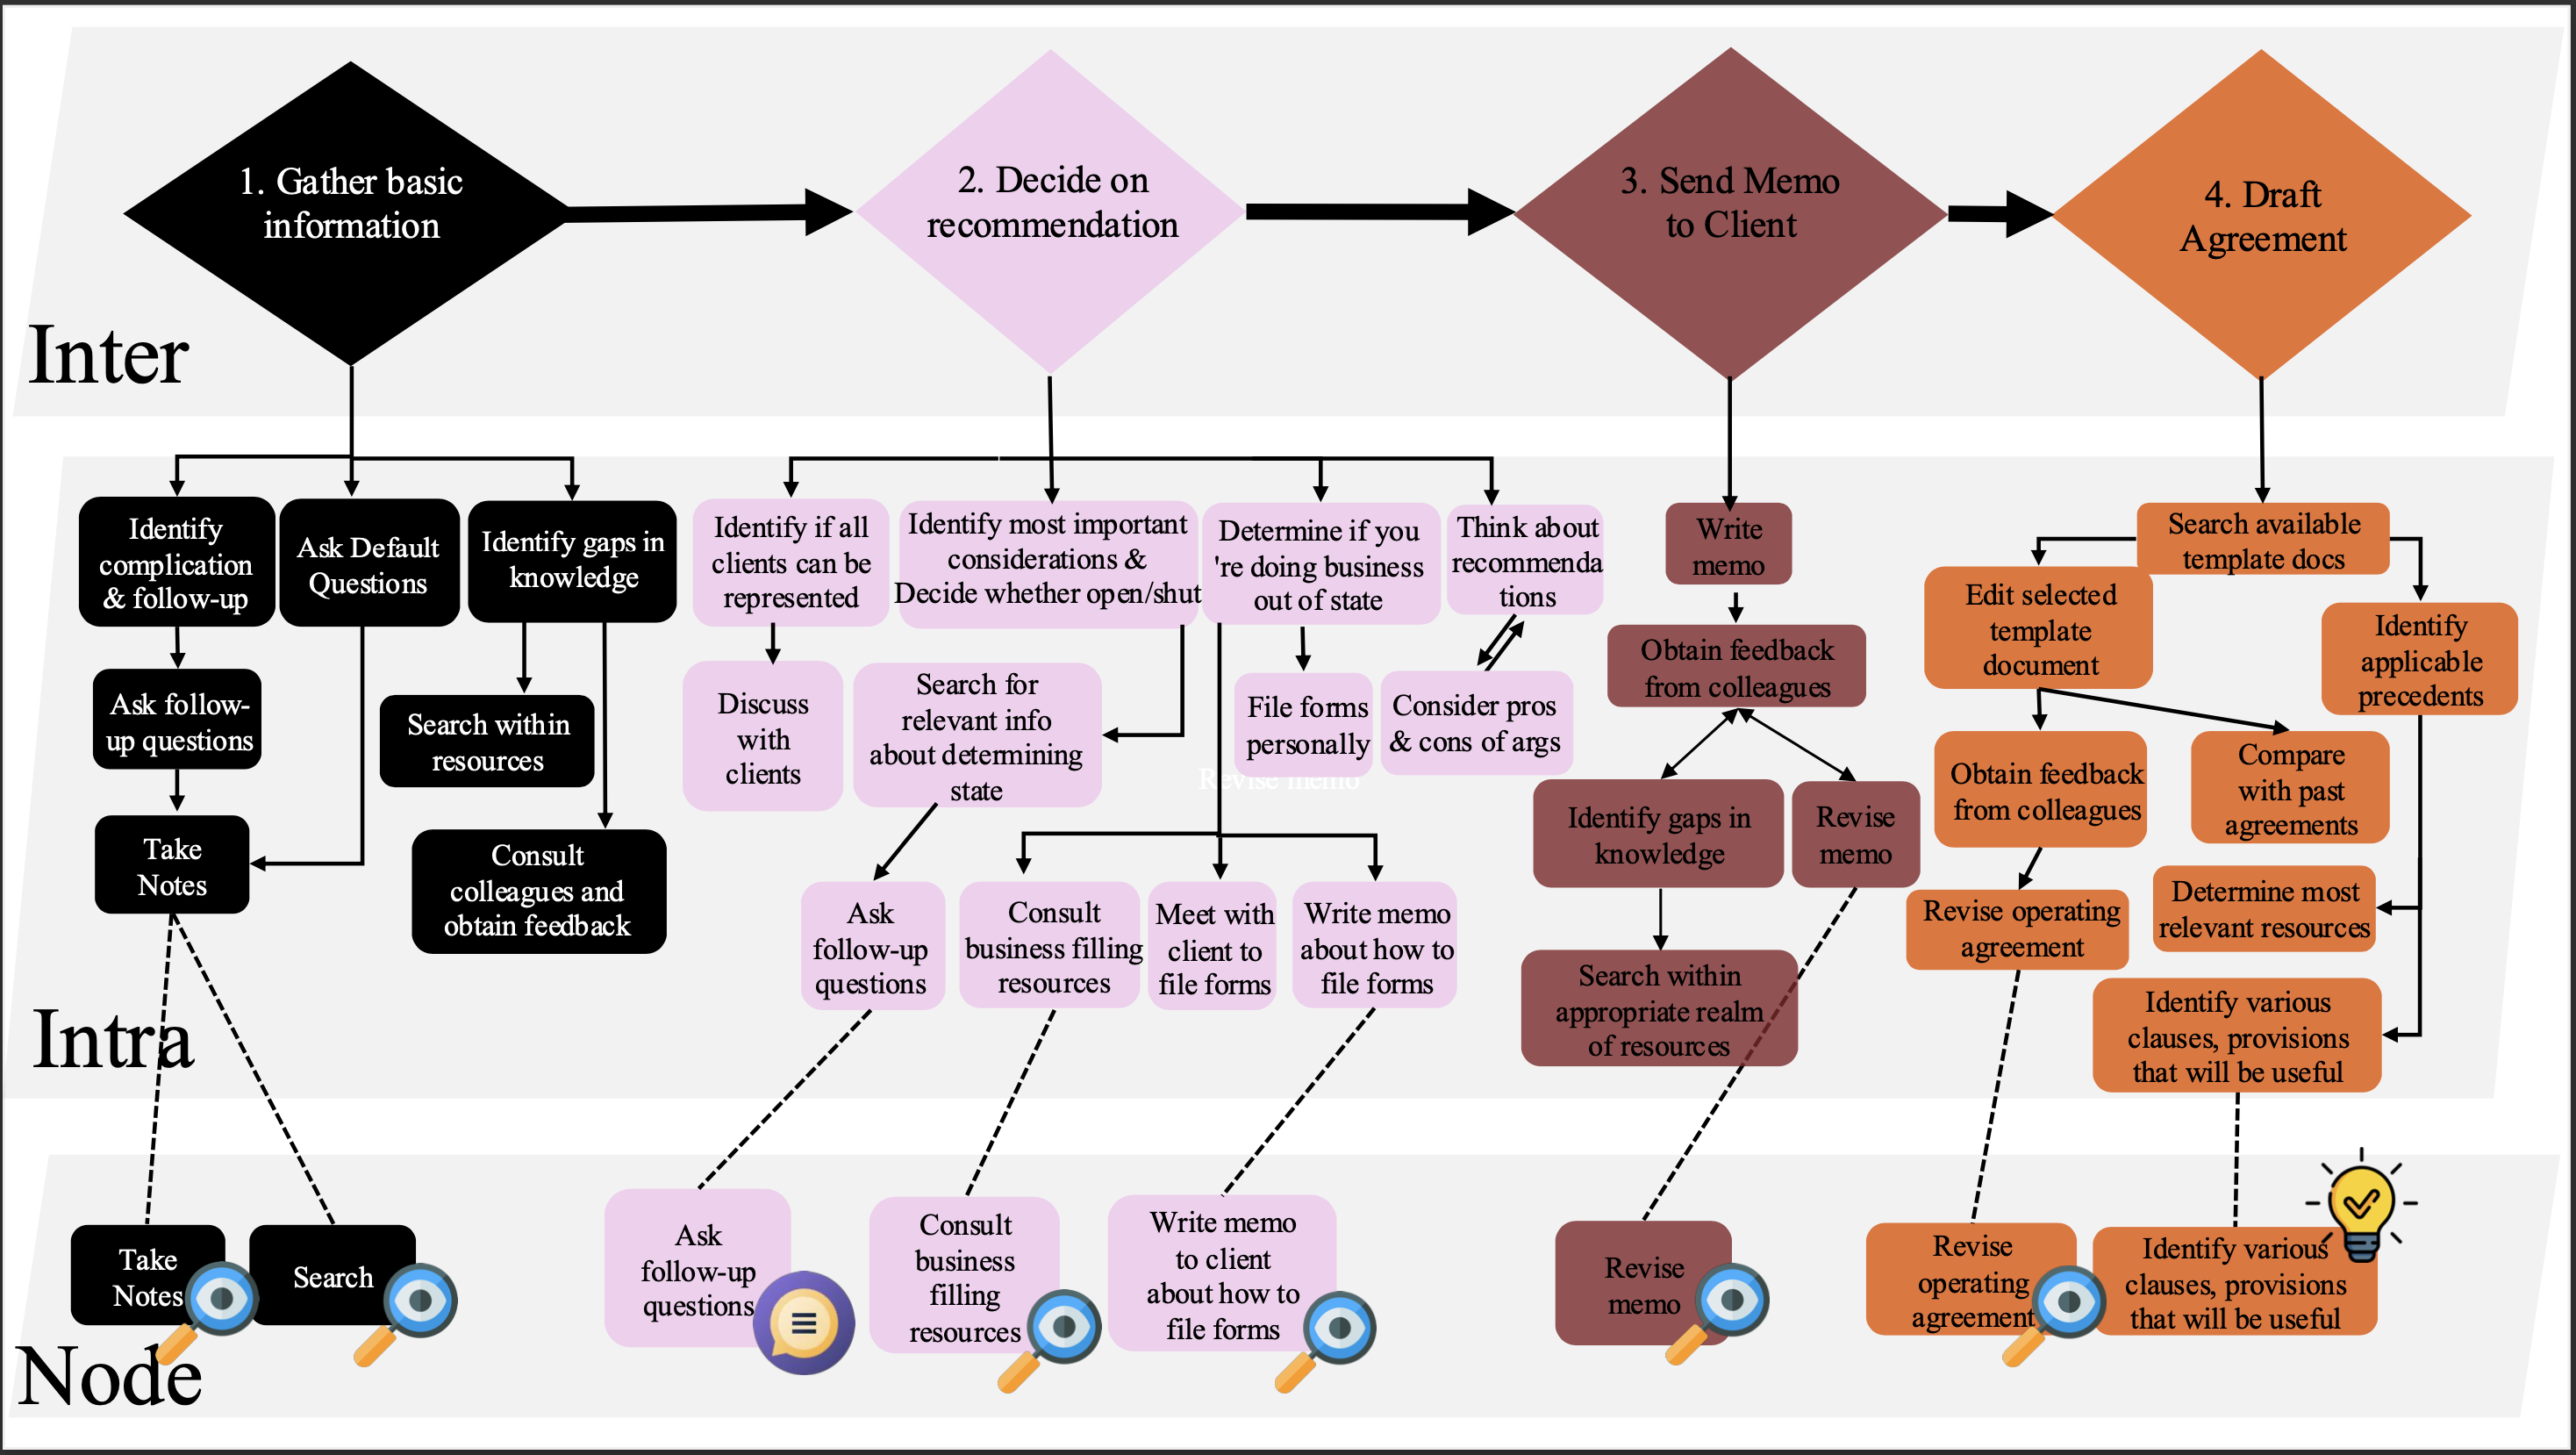 1. Gather basic
information
2. Decide on
recommendation
3. Send Memo
to Client
4. Draft
Agreement
Inter
Identify
complication
& follow-up
Ask Default
Questions
Identify gaps in
knowledge
Identify if all
clients can be
represented
Identify most important
considerations &
Decide whether open/shut
Determine if you
're doing business
out of state
Think about
recommenda
tions
Write
memo
Search available
template docs
Edit selected
template
document
Identify
applicable
precedents
Ask follow-
up questions
Search within
resources
Discuss
with
clients
Search for
relevant info
about determining
state
File forms
personally
Consider pros
& cons of args
Revise memo
Obtain feedback
from colleagues
Obtain feedback
from colleagues
Compare
with past
agreements
Take
Notes
Consult
colleagues and
obtain feedback
Identify gaps in
knowledge
Revise
memo
Ask
follow-up
questions
Consult
business filling
resources
Meet with
client to
file forms
Write memo
about how to
file forms
Revise operating
agreement
Determine most
relevant resources
Search within
appropriate realm
of resources
Identify various
clauses, provisions
that will be useful
Intra
Take
Notes
Search
Ask
follow-up
questions
Consult
business
filling
resources
Write memo
to client
about how to
file forms
Revise
memo
Revise
operating
agreement
Identify various
clauses, provisions
that will be useful
Node